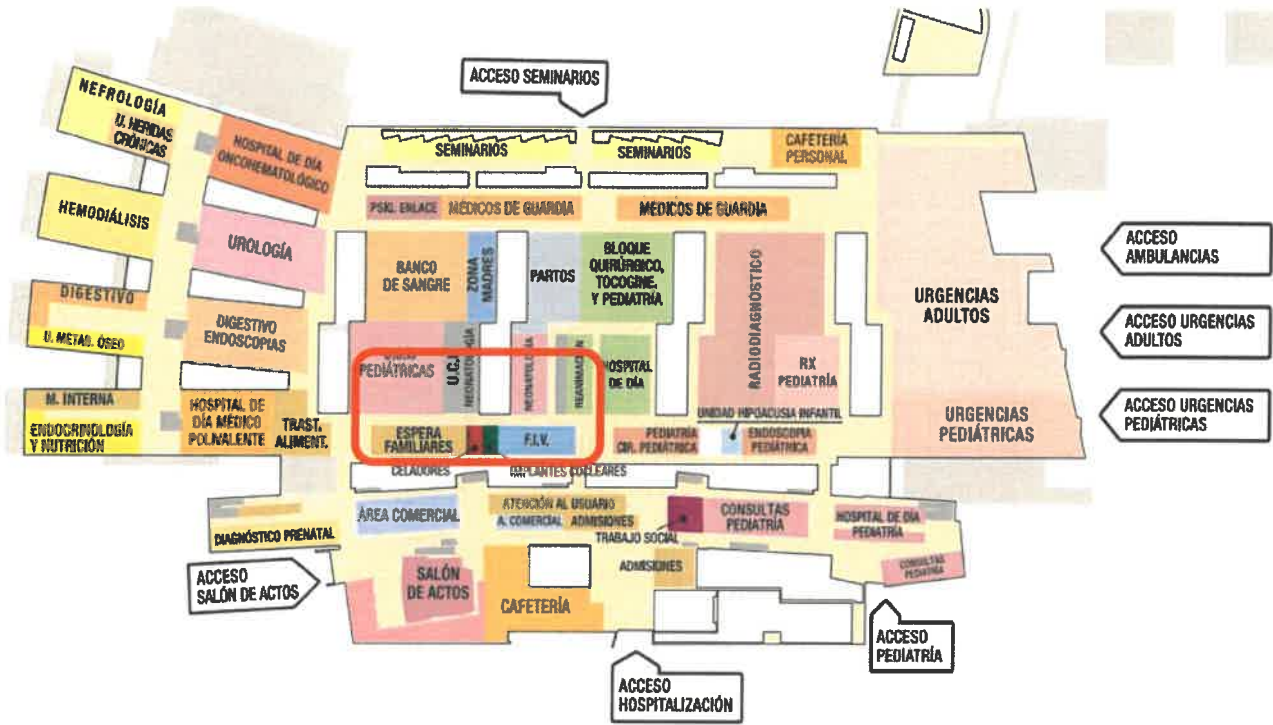 ACCESO SEMINARIOS
NEFROLOGÍA
U. HERIDAS
CRÓNICAS
HOSPITAL DE DÍA
ONCOHEMATOLÓGICO
SEMINARIOS
SEMINARIOS
CAFETERÍA
PERSONAL
HEMODIÁLISIS
UROLOGÍA
PSKL ENLACE
MÉDICOS DE GUARDIA
MÉDICOS DE GUARDIA
BANCO
DE SANGRE
ZONA
MADRES
PARTOS
BLOQUE
QUIRÚRGICO,
TOCOGINE.
Y PEDIATRÍA
RADIODIAGNÓSTICO
URGENCIAS
ADULTOS
ACCESO
AMBULANCIAS
DIGESTIVO
U. METAB. ÓSEO
DIGESTIVO
ENDOSCOPIAS
PEDIÁTRICAS
U.C.I.
NEONATOLOGÍA
NEONATOLOGÍA
REANIMACIÓN
HOSPITAL
DE DÍA
RX
PEDIATRÍA
ACCESO URGENCIAS
ADULTOS
M. INTERNA
ENDOCRINOLOGÍA
Y NUTRICIÓN
HOSPITAL DE
DÍA MÉDICO
POLIVALENTE
TRAST.
ALIMENT.
ESPERA
FAMILIARES
F.I.V.
UNIDAD HIPOACUSIA INFANTIL
PEDIATRÍA
CIR. PEDIÁTRICA
ENDOSCOPIA
PEDIÁTRICA
URGENCIAS
PEDIÁTRICAS
ACCESO URGENCIAS
PEDIÁTRICAS
CELADORES
IMPLANTES COCLEARES
DIAGNÓSTICO PRENATAL
ÁREA COMERCIAL
ATENCIÓN AL USUARIO
A. COMERCIAL
ADMISIONES
TRABAJO SOCIAL
CONSULTAS
PEDIATRÍA
HOSPITAL DE DÍA
PEDIATRÍA
CONSULTAS
PEDIATRÍA
ACCESO
SALÓN DE ACTOS
SALÓN
DE ACTOS
CAFETERÍA
ADMISIONES
ACCESO
PEDIATRÍA
ACCESO
HOSPITALIZACIÓN